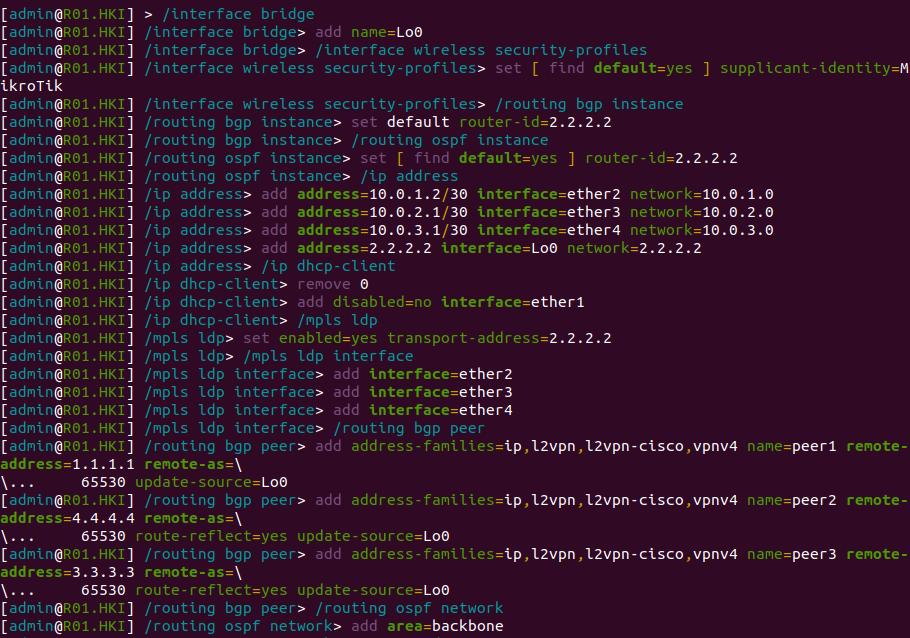 [admin@R01.HKI] > /interface bridge
[admin@R01.HKI] /interface bridge> add name=Lo0
[admin@R01.HKI] /interface bridge> /interface wireless security-profiles
[admin@R01.HKI] /interface wireless security-profiles> set [ find default=yes ] supplicant-identity=M
ikroTik
[admin@R01.HKI] /interface wireless security-profiles> /routing bgp instance
[admin@R01.HKI] /routing bgp instance> set default router-id=2.2.2.2
[admin@R01.HKI] /routing bgp instance> /routing ospf instance
[admin@R01.HKI] /routing ospf instance> set [ find default=yes ] router-id=2.2.2.2
[admin@R01.HKI] /routing ospf instance> /ip address
[admin@R01.HKI] /ip address> add address=10.0.1.2/30 interface=ether2 network=10.0.1.0
[admin@R01.HKI] /ip address> add address=10.0.2.1/30 interface=ether3 network=10.0.2.0
[admin@R01.HKI] /ip address> add address=10.0.3.1/30 interface=ether4 network=10.0.3.0
[admin@R01.HKI] /ip address> add address=2.2.2.2 interface=Lo0 network=2.2.2.2
[admin@R01.HKI] /ip address> /ip dhcp-client
[admin@R01.HKI] /ip dhcp-client> remove 0
[admin@R01.HKI] /ip dhcp-client> add disabled=no interface=ether1
[admin@R01.HKI] /ip dhcp-client> /mpls ldp
[admin@R01.HKI] /mpls ldp> set enabled=yes transport-address=2.2.2.2
[admin@R01.HKI] /mpls ldp> /mpls ldp interface
[admin@R01.HKI] /mpls ldp interface> add interface=ether2
[admin@R01.HKI] /mpls ldp interface> add interface=ether3
[admin@R01.HKI] /mpls ldp interface> add interface=ether4
[admin@R01.HKI] /mpls ldp interface> /routing bgp peer
[admin@R01.HKI] /routing bgp peer> add address-families=ip,l2vpn,l2vpn-cisco,vpnv4 name=peer1 remote-
address=1.1.1.1 remote-as=\
\...     65530 update-source=Lo0
[admin@R01.HKI] /routing bgp peer> add address-families=ip,l2vpn,l2vpn-cisco,vpnv4 name=peer2 remote-
address=4.4.4.4 remote-as=\
\...     65530 route-reflect=yes update-source=Lo0
[admin@R01.HKI] /routing bgp peer> add address-families=ip,l2vpn,l2vpn-cisco,vpnv4 name=peer3 remote-
address=3.3.3.3 remote-as=\
\...     65530 route-reflect=yes update-source=Lo0
[admin@R01.HKI] /routing bgp peer> /routing ospf network
[admin@R01.HKI] /routing ospf network> add area=backbone